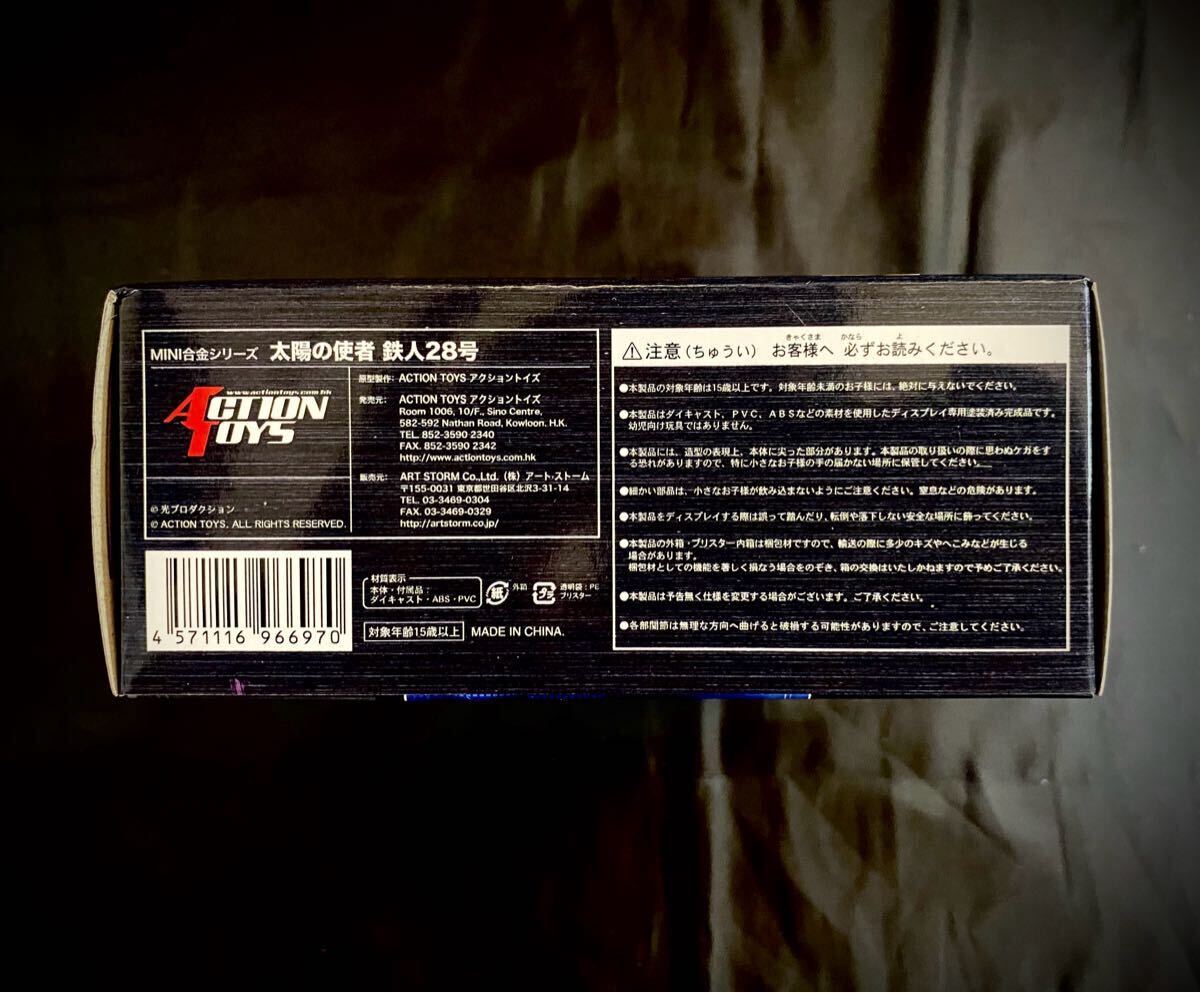 MINI合金シリーズ 太陽の使者 鉄人28号
www.actiontoys.com.hk
ACTION
TOYS
© 光プロダクション
© ACTION TOYS, ALL RIGHTS RESERVED.
原型製作: ACTION TOYS アクショントイズ
発売元: ACTION TOYS アクショントイズ
Room 1006, 10/F., Sino Centre,
582-592 Nathan Road, Kowloon. H.K.
TEL. 852-3590 2340
FAX. 852-3590 2342
http://www.actiontoys.com.hk
販売元: ART STORM Co.,Ltd.（株）アート・ストーム
〒155-0031 東京都世田谷区北沢3-31-14
TEL. 03-3469-0304
FAX. 03-3469-0329
http://artstorm.co.jp/
4 571116 966970
材質表示
本体・付属品：
ダイキャスト・ABS・PVC
紙 外箱
プラ 透明袋：PE
ブリスター
対象年齢15歳以上 MADE IN CHINA.
きゃくさま かなら よ
注意（ちゅうい） お客様へ 必ずお読みください。
●本製品の対象年齢は15歳以上です。対象年齢未満のお子様には、絶対に与えないでください。
●本製品はダイキャスト、PVC、ABSなどの素材を使用したディスプレイ専用塗装済み完成品です。
幼児向け玩具ではありません。
●本製品には、造型の表現上、本体に尖った部分があります。本製品の取り扱いの際に思わぬケガをす
る恐れがありますので、特に小さなお子様の手の届かない場所に保管してください。
●細かい部品は、小さなお子様が飲み込まないようにご注意ください。窒息などの危険があります。
●本製品をディスプレイする際は誤って踏んだり、転倒や落下しない安全な場所に飾ってください。
●本製品の外箱・ブリスター内箱は梱包材ですので、輸送の際に多少のキズやへこみなどが生じる
場合があります。
梱包材としての機能を著しく損なう場合をのぞき、箱の交換はいたしかねますので予めご了承ください。
●本製品は予告無く仕様を変更する場合がございます。ご了承ください。
●各部関節は無理な方向へ曲げると破損する可能性がありますので、ご注意してください。